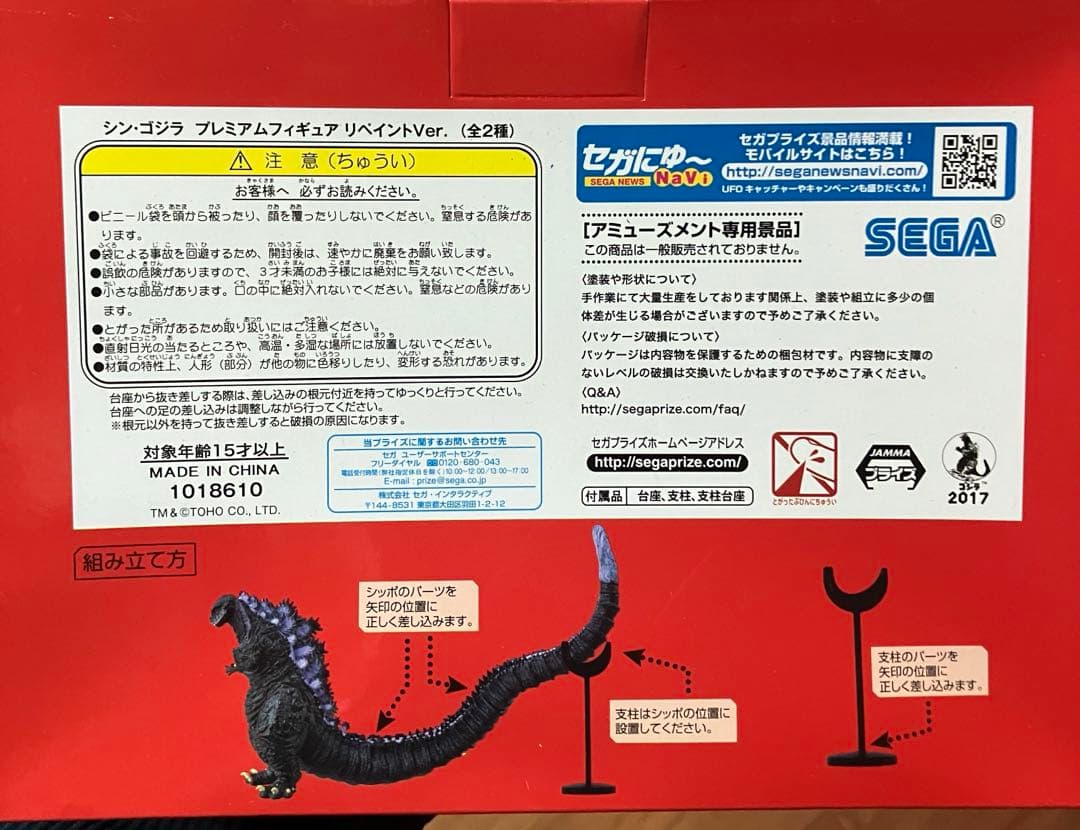 シン・ゴジラ プレミアムフィギュア リペイントVer. (全2種)
⚠ 注 意 (ちゅうい)
お客様へ 必ずお読みください。
●ビニール袋を頭から被ったり、顔を覆ったりしないでください。窒息する危険があ
ります。
●袋による事故を回避するため、開封後は、速やかに廃棄をお願い致します。
●誤飲の危険がありますので、3才未満のお子様には絶対に与えないでください。
●小さな部品があります。口の中に絶対入れないでください。窒息などの危険があり
ます。
●とがった所があるため取り扱いにはご注意ください。
●直射日光の当たるところや、高温・多湿な場所には放置しないでください。
●材質の特性上、人形(部分)が他の物に色移りしたり、変形する恐れがあります。
台座から抜き差しする際は、差し込みの根元付近を持ってゆっくりと行ってください。
台座への足の差し込みは調整しながら行ってください。
※根元以外を持って抜き差しすると破損の原因になります。
対象年齢15才以上
MADE IN CHINA
1018610
TM&©TOHO CO., LTD.
当プライズに関するお問い合わせ先
セガ ユーザーサポートセンター
フリーダイヤル 0120-680-043
電話受付時間(弊社指定休日を除く)10:00~12:00/13:00~17:00
E-mail : prize@sega.co.jp
株式会社 セガ・インタラクティブ
〒144-8531 東京都大田区羽田1-2-12
セガにゅ〜
SEGA NEWS NaVi
セガプライズ景品情報満載!
モバイルサイトはこちら!
http://seganewsnavi.com/
UFOキャッチャーやキャンペーンも盛りだくさん!
[アミューズメント専用景品]
この商品は一般販売されておりません。
SEGA®
〈塗装や形状について〉
手作業にて大量生産をしております関係上、塗装や組立に多少の個
体差が生じる場合がございますので予めご了承ください。
〈パッケージ破損について〉
パッケージは内容物を保護するための梱包材です。内容物に支障の
ないレベルの破損は交換いたしかねますので予めご了承ください。
〈Q&A〉
http://segaprize.com/faq/
セガプライズホームページアドレス
http://segaprize.com/
付属品 台座、支柱、支柱台座
とがったぶひんにちゅうい
JAMMA
プライズ
ゴジラ
2017
組み立て方
シッポのパーツを
矢印の位置に
正しく差し込みます。
支柱はシッポの位置に
設置してください。
支柱のパーツを
矢印の位置に
正しく差し込みます。